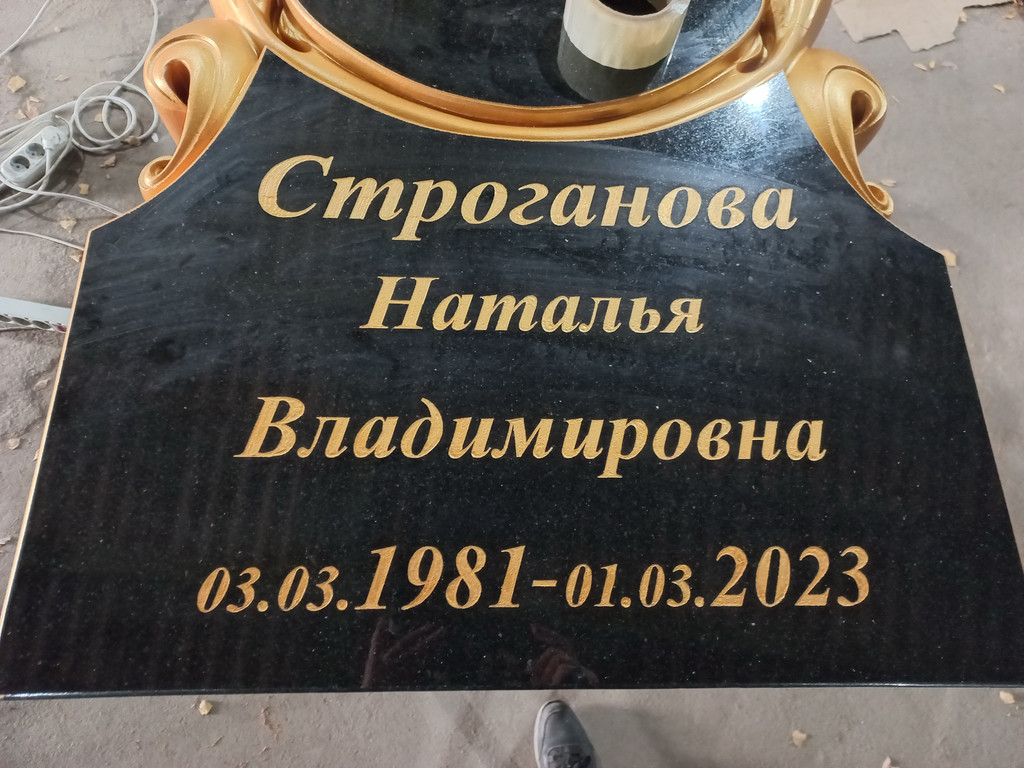 Строганова
Наталья
Владимировна
03.03.1981-01.03.2023